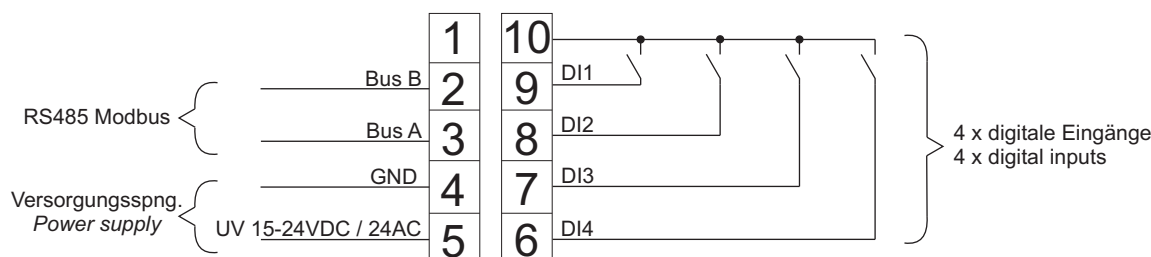 1
10
Bus B
2
9
DI1
RS485 Modbus
Bus A
3
8
DI2
4 x digitale Eingänge
4 x digital inputs
GND
4
7
DI3
Versorgungsspng.
Power supply
UV 15-24VDC / 24AC
5
6
DI4